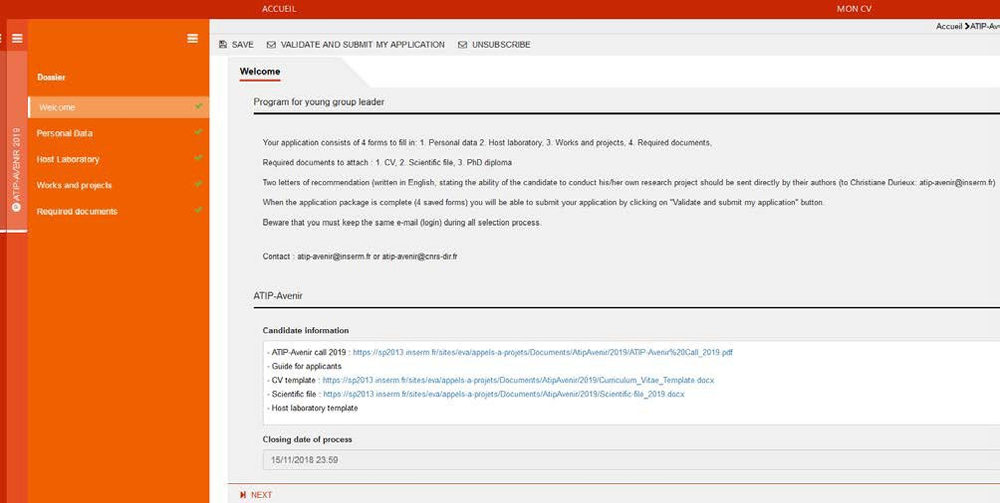 ACCUEIL
MON CV
Accueil ATIP-Av
SAVE
VALIDATE AND SUBMIT MY APPLICATION
UNSUBSCRIBE
Dossier
Welcome
Personal Data
Host Laboratory
Works and projects
Required documents
ATIP-AVENIR 2019
Welcome
Program for young group leader
Your application consists of 4 forms to fill in: 1. Personal data 2. Host laboratory, 3. Works and projects, 4. Required documents,
Required documents to attach : 1. CV, 2. Scientific file, 3. PhD diploma
Two letters of recommendation (written in English, stating the ability of the candidate to conduct his/her own research project should be sent directly by their authors (to Christiane Durieux: atip-avenir@inserm.fr)
When the application package is complete (4 saved forms) you will be able to submit your application by clicking on "Validate and submit my application" button.
Beware that you must keep the same e-mail (login) during all selection process.
Contact : atip-avenir@inserm.fr or atip-avenir@cnrs-dir.fr
ATIP-Avenir
Candidate information
- ATIP-Avenir call 2019 : https://sp2013.inserm.fr/sites/eva/appels-a-projets/Documents/AtipAvenir/2019/ATIP-Avenir%20Call_2019.pdf
- Guide for applicants
- CV template : https://sp2013.inserm.fr/sites/eva/appels-a-projets/Documents/AtipAvenir/2019/Curriculum_Vitae_Template.docx
- Scientific file : https://sp2013.inserm.fr/sites/eva/appels-a-projets/Documents/AtipAvenir/2019/Scientific-file_2019.docx
- Host laboratory template
Closing date of process
15/11/2018 23:59
NEXT